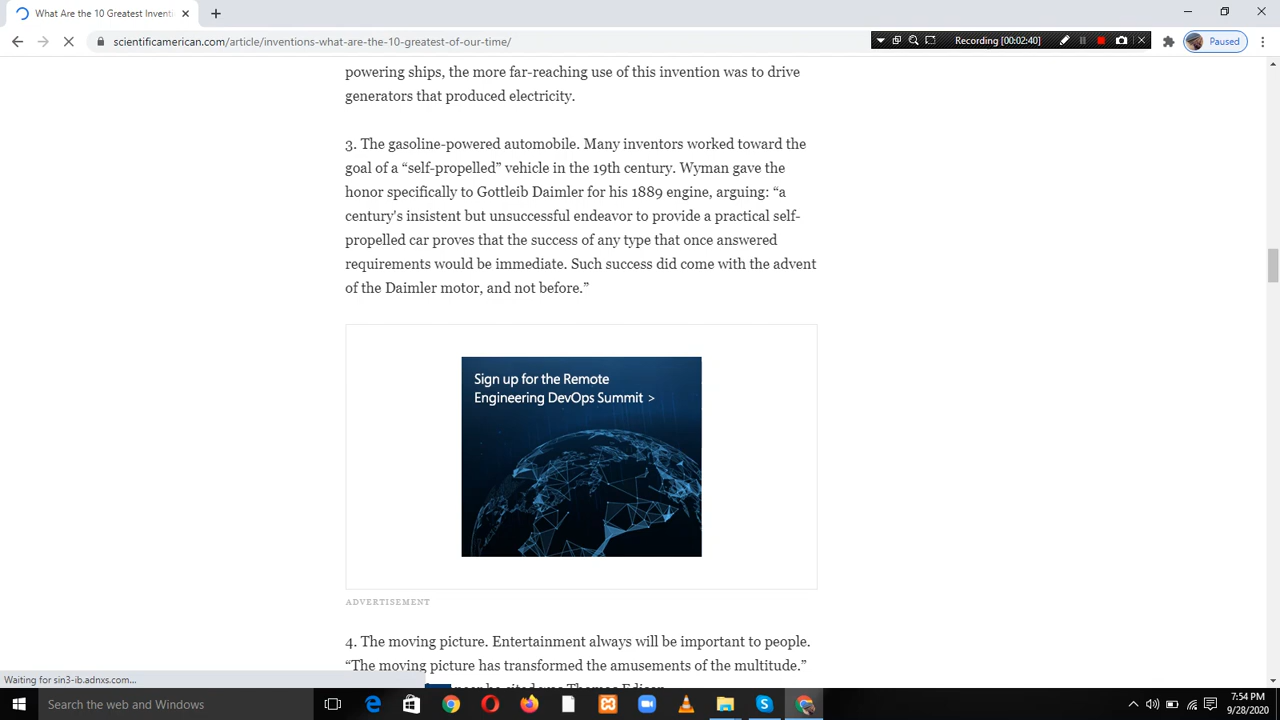 What Are the 10 Greatest Inventi
scientificamerican.com/article/inventions-what-are-the-10-greatest-of-our-time/
Recording [00:02:40]
Paused
powering ships, the more far-reaching use of this invention was to drive
generators that produced electricity.
3. The gasoline-powered automobile. Many inventors worked toward the
goal of a “self-propelled” vehicle in the 19th century. Wyman gave the
honor specifically to Gottleib Daimler for his 1889 engine, arguing: “a
century's insistent but unsuccessful endeavor to provide a practical self-
propelled car proves that the success of any type that once answered
requirements would be immediate. Such success did come with the advent
of the Daimler motor, and not before.”
Sign up for the Remote
Engineering DevOps Summit >
ADVERTISEMENT
4. The moving picture. Entertainment always will be important to people.
“The moving picture has transformed the amusements of the multitude.”
be cited was Thomas Edison
Waiting for sin3-ib.adnxs.com...
Search the web and Windows
7:54 PM
9/28/2020